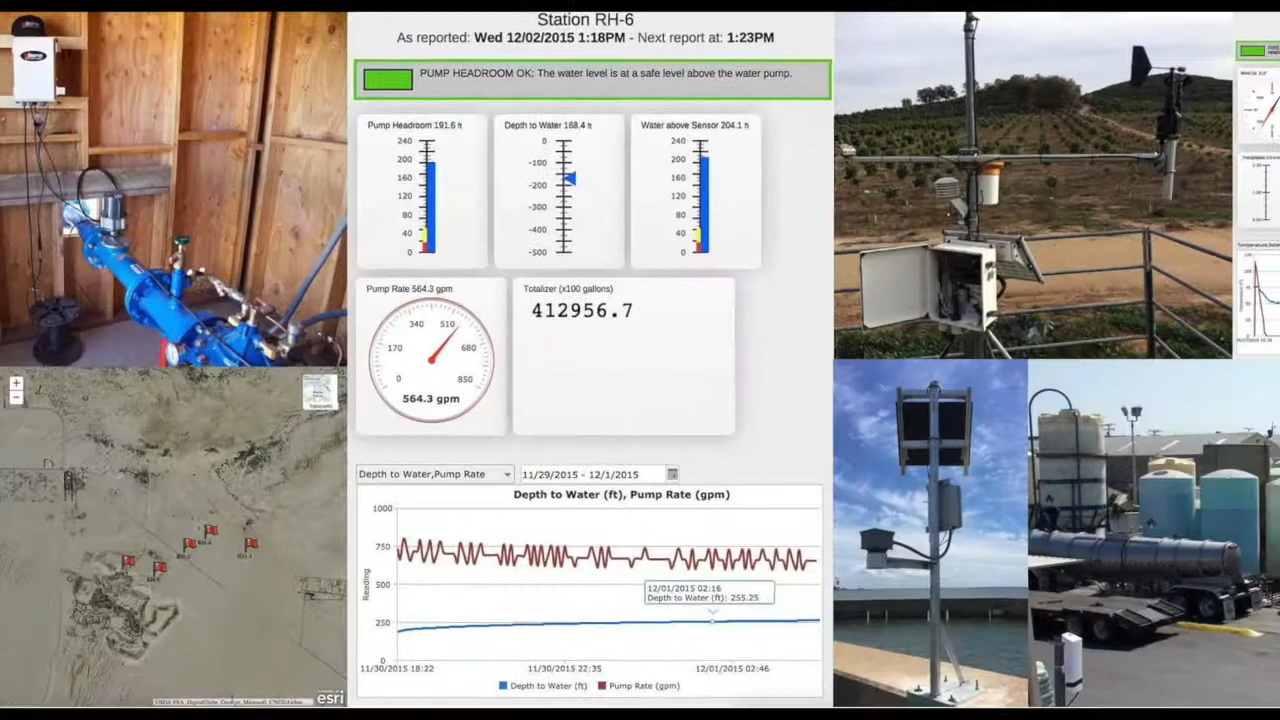 Station RH-6
As reported: Wed 12/02/2015 1:18PM - Next report at: 1:23PM
PUMP HEADROOM OK: The water level is at a safe level above the water pump.
Pump Headroom 191.6 ft
240
200
160
120
80
40
0
Depth to Water 168.4 ft
0
-100
-200
-300
-400
-500
Water above Sensor 204.1 ft
240
200
160
120
80
40
0
Pump Rate 564.3 gpm
340 510
170 680
0 850
564.3 gpm
Totalizer (x100 gallons)
412956.7
Depth to Water,Pump Rate 11/29/2015 - 12/1/2015
Depth to Water (ft), Pump Rate (gpm)
1000
750
500
250
0
Reading
12/01/2015 02:16
Depth to Water (ft): 255.25
11/30/2015 18:22 11/30/2015 22:35 12/01/2015 02:46
Depth to Water (ft) Pump Rate (gpm)
+
−
esri